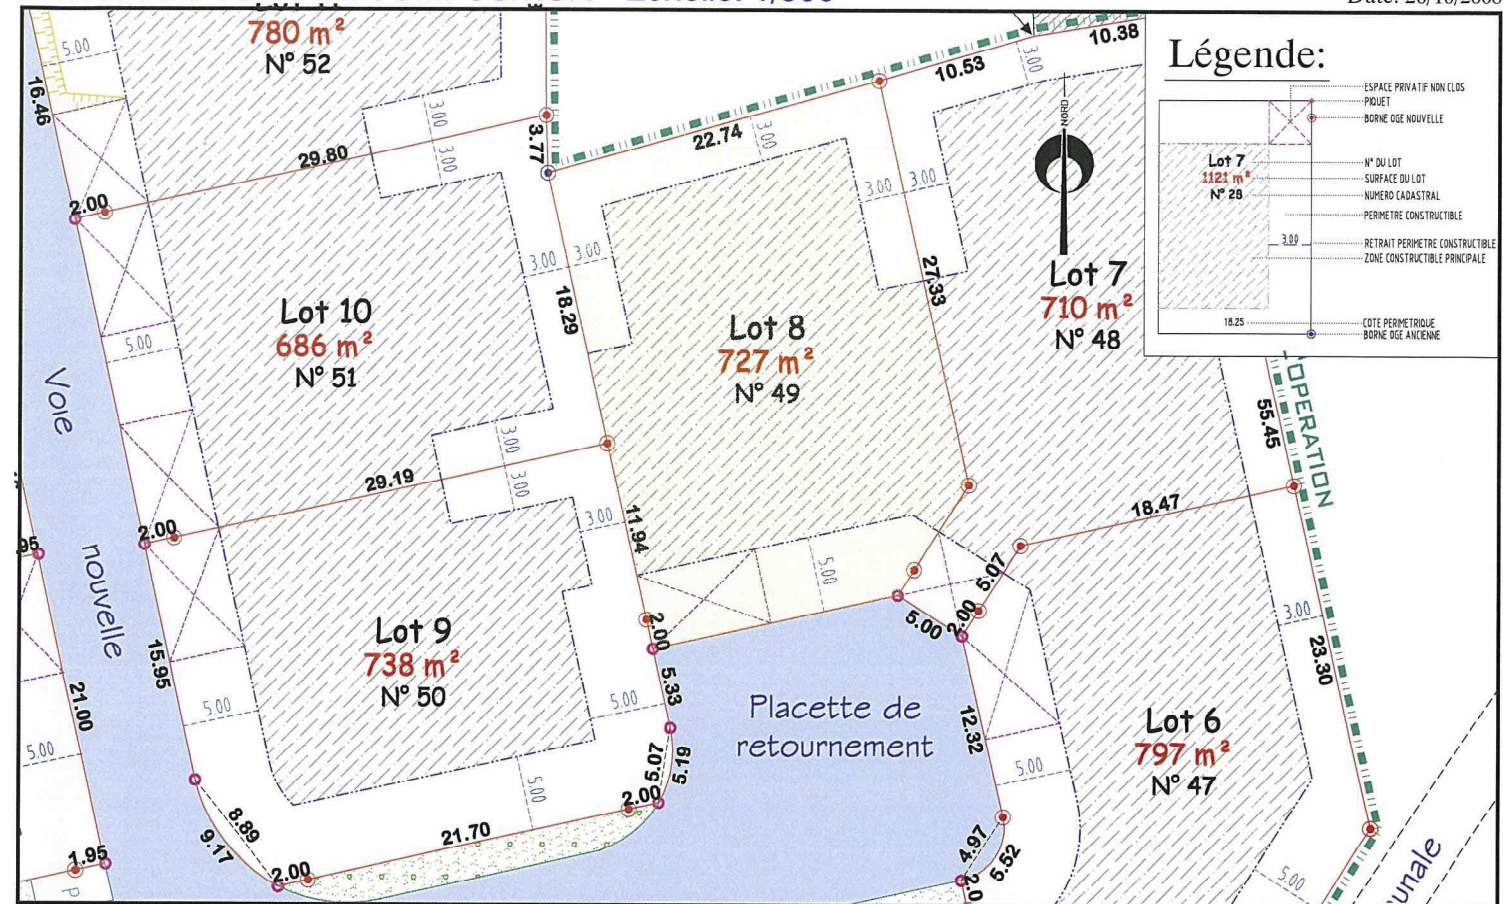 Date: 26/10/2006
780 m²
N° 52
5.00
16.46
3.00
3.00
3.77
29.80
2.00
22.74
3.00
10.53
3.00
10.38
NORD
3.00
3.00
3.00
3.00
27.33
18.29
Lot 10
686 m²
N° 51
Lot 8
727 m²
N° 49
Lot 7
710 m²
N° 48
Légende:
ESPACE PRIVATIF NON CLOS
PIQUET
BORNE OGE NOUVELLE
Lot 7
1121 m²
N° 28
N° DU LOT
SURFACE DU LOT
NUMERO CADASTRAL
PERIMETRE CONSTRUCTIBLE
3.00
RETRAIT PERIMETRE CONSTRUCTIBLE
ZONE CONSTRUCTIBLE PRINCIPALE
18.25
COTE PERIMETRIQUE
BORNE OGE ANCIENNE
5.00
Voie
nouvelle
3.00
3.00
29.19
2.00
3.00
11.94
55.45
OPERATION
18.47
5.00
5.07
2.00
5.00
2.00
95
15.95
21.00
5.00
5.00
Lot 9
738 m²
N° 50
5.00
5.33
5.07
5.19
2.00
5.00
21.70
8.89
9.17
2.00
1.95
P
Placette de
retournement
12.32
5.00
4.97
5.52
2.0
Lot 6
797 m²
N° 47
3.00
23.30
5.00
unale